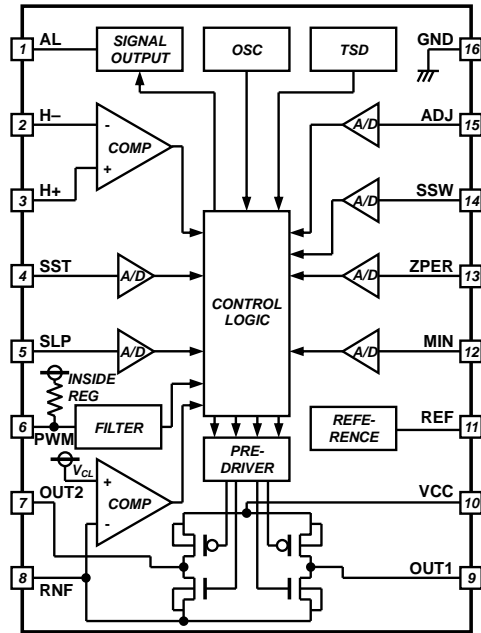 1 AL
SIGNAL
OUTPUT
OSC
TSD
GND 16
2 H–
-
COMP
+
3 H+
A/D
ADJ 15
A/D
SSW 14
4 SST
A/D
CONTROL
LOGIC
A/D
ZPER 13
5 SLP
A/D
A/D
MIN 12
INSIDE
REG
6 PWM
FILTER
REFE-
RENCE
REF 11
PRE-
DRIVER
VCL
+
COMP
-
7 OUT2
VCC 10
8 RNF
OUT1 9